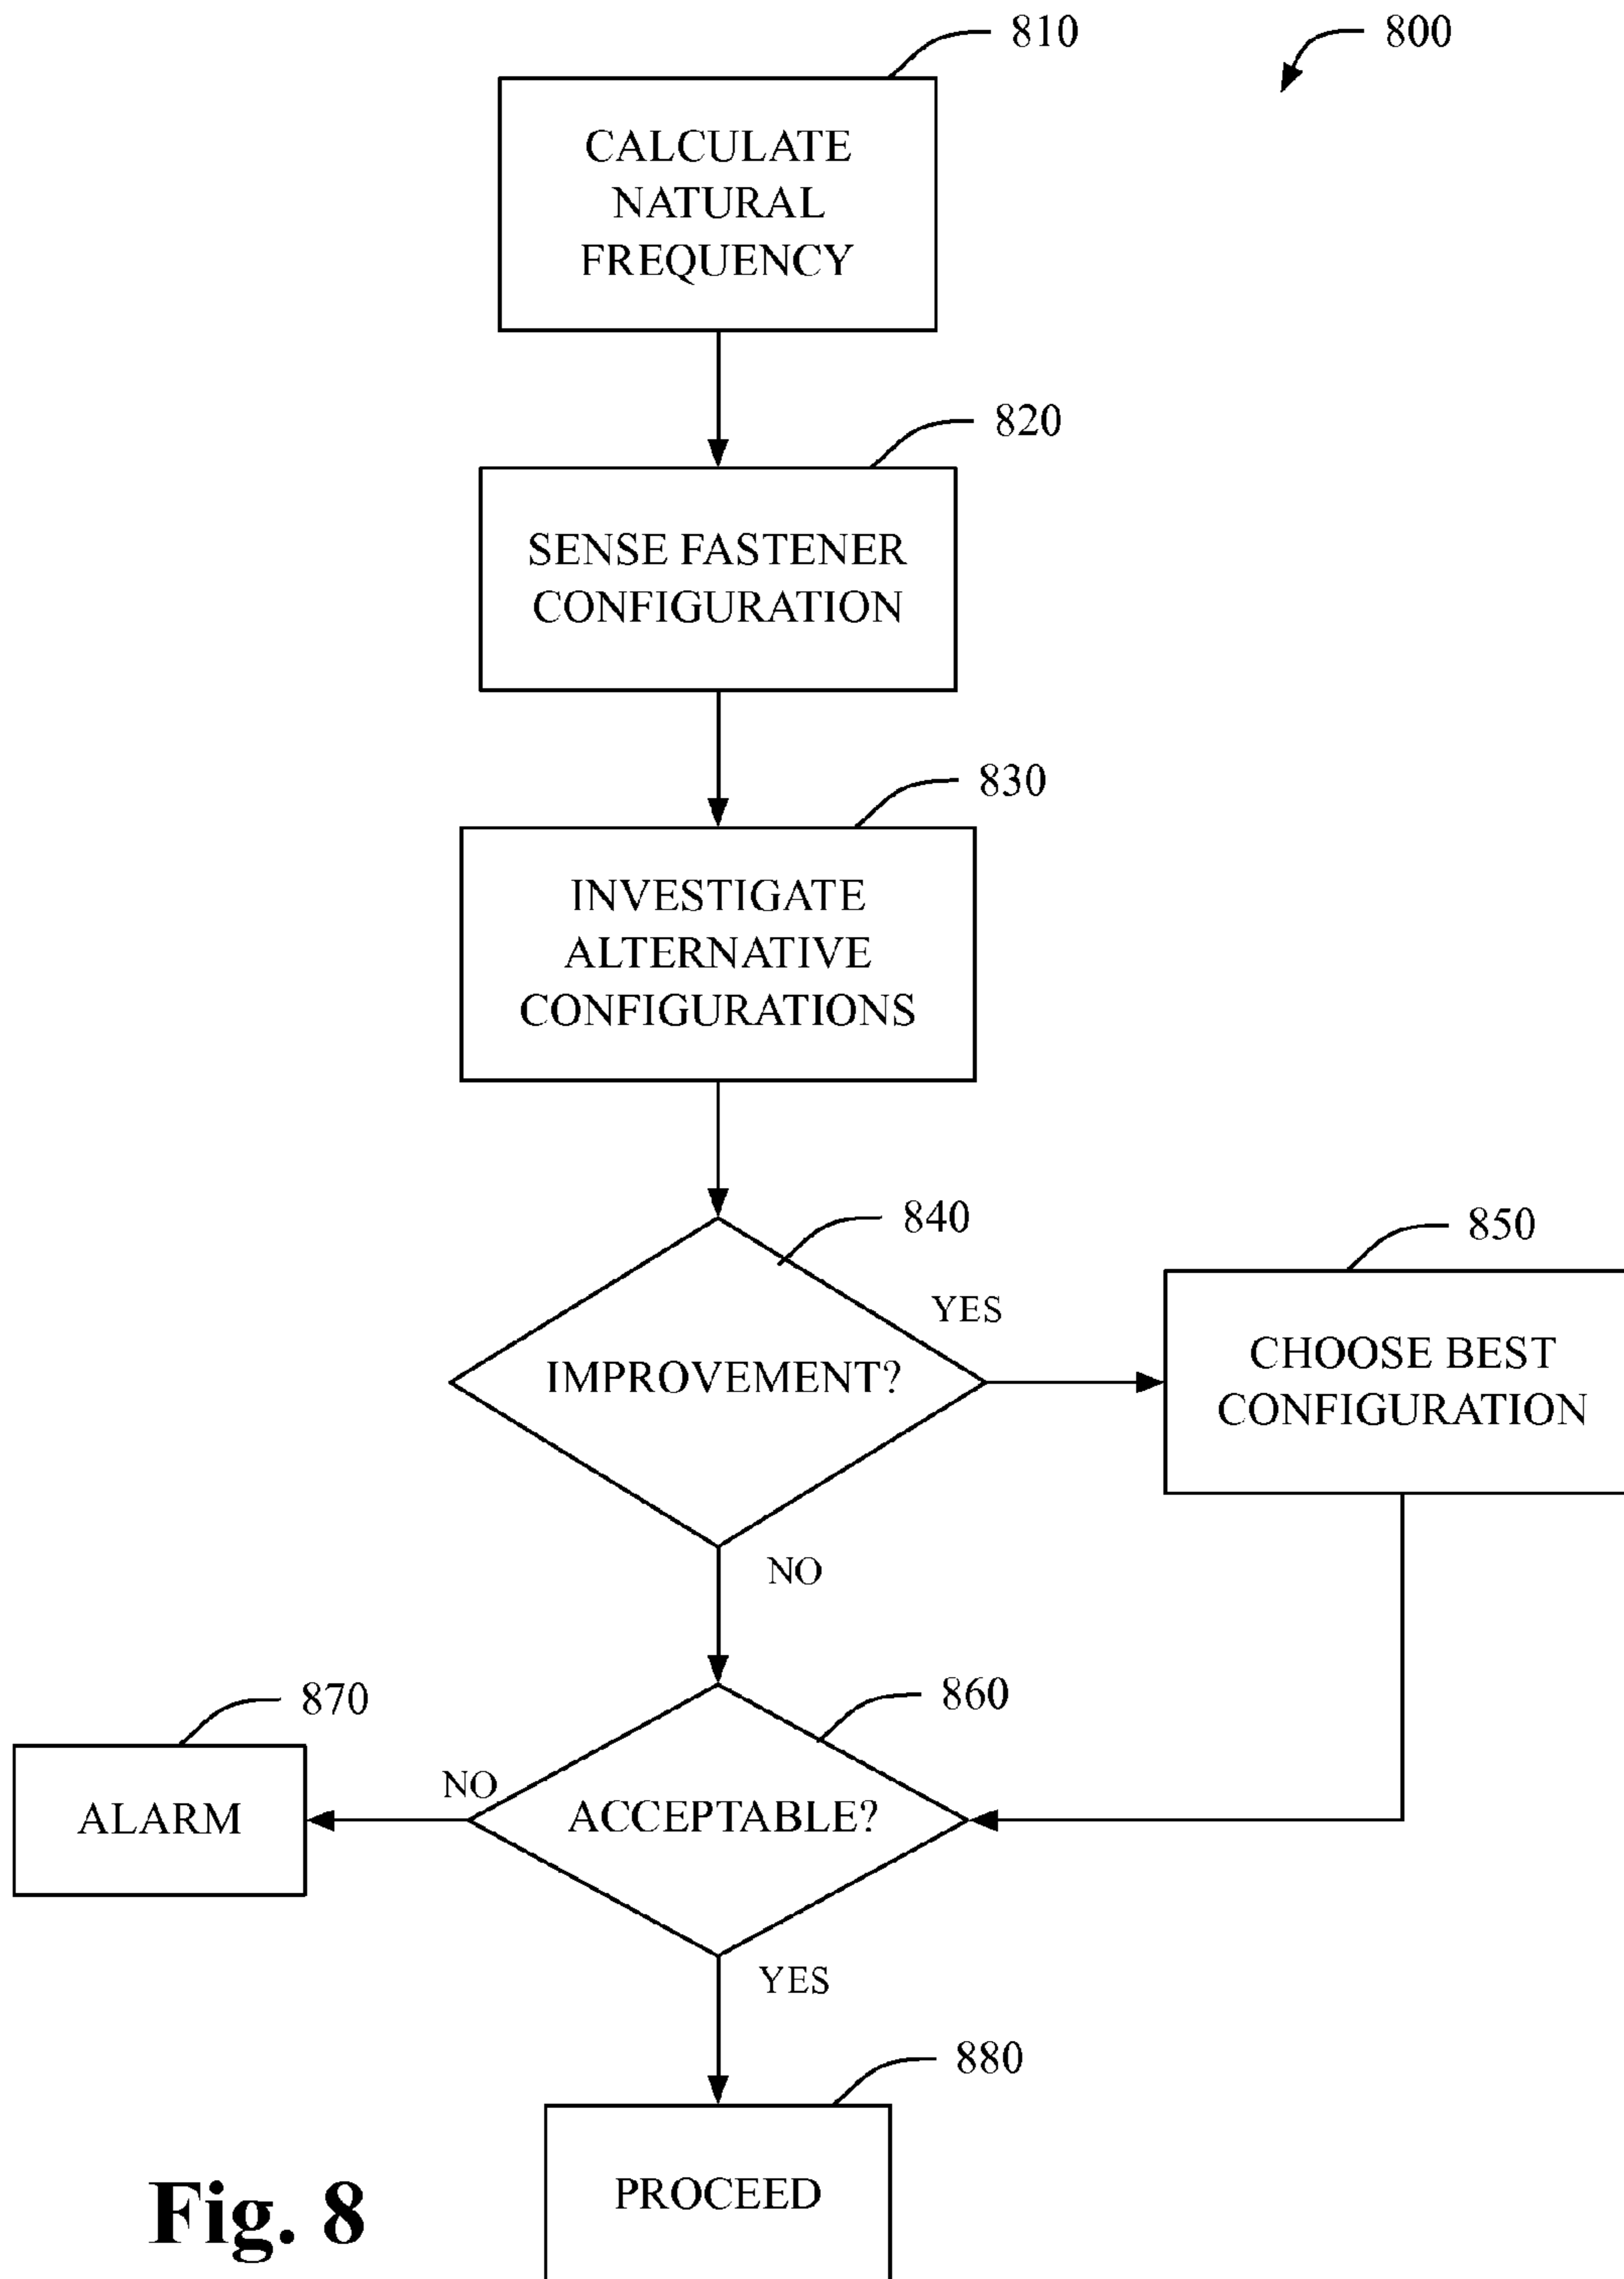 810
800
CALCULATE
NATURAL
FREQUENCY
820
SENSE FASTENER
CONFIGURATION
830
INVESTIGATE
ALTERNATIVE
CONFIGURATIONS
840
850
YES
IMPROVEMENT?
CHOOSE BEST
CONFIGURATION
NO
870
860
NO
ALARM
ACCEPTABLE?
YES
880
PROCEED
Fig. 8